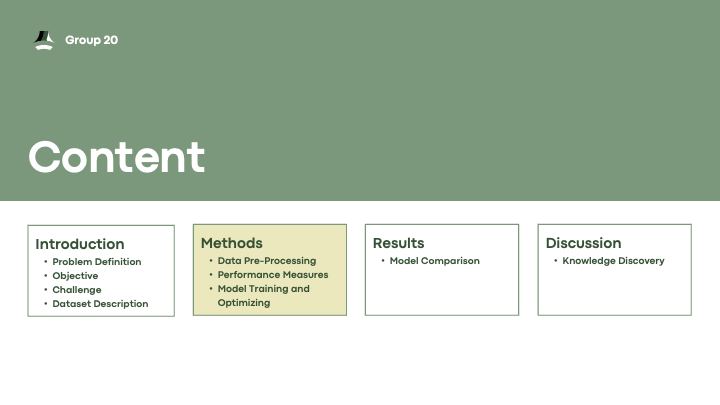 Group 20
Content
Introduction
• Problem Definition
• Objective
• Challenge
• Dataset Description
Methods
• Data Pre-Processing
• Performance Measures
• Model Training and
Optimizing
Results
• Model Comparison
Discussion
• Knowledge Discovery